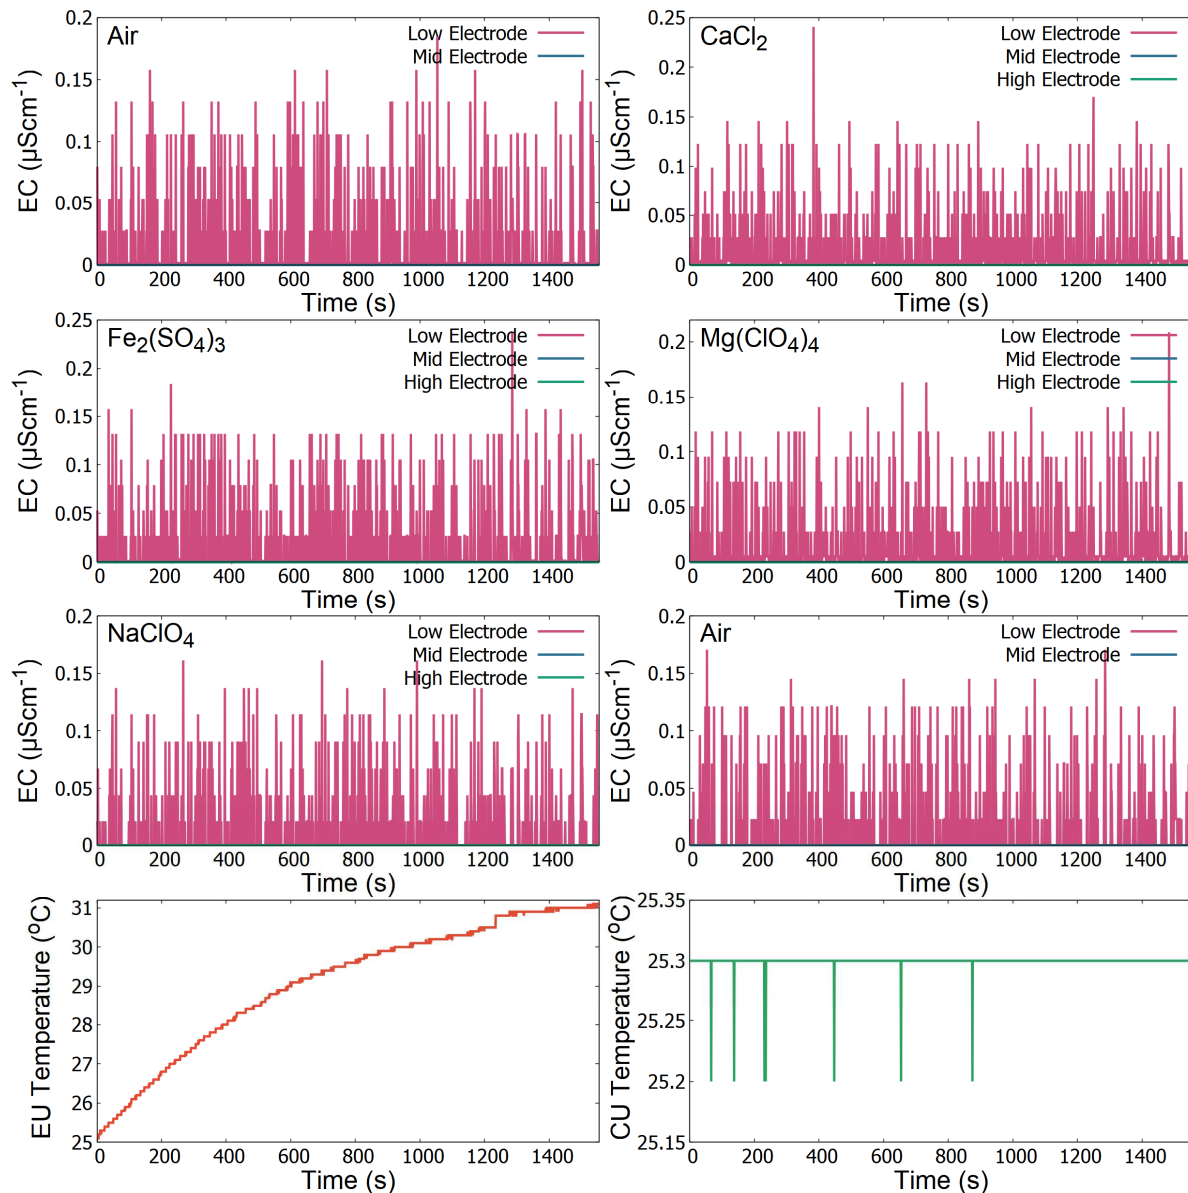 Air
Low Electrode
Mid Electrode
EC (µScm⁻¹)
0.2
0.15
0.1
0.05
0
0 200 400 600 800 1000 1200 1400
Time (s)
CaCl₂
Low Electrode
Mid Electrode
High Electrode
EC (µScm⁻¹)
0.25
0.2
0.15
0.1
0.05
0
200 400 600 800 1000 1200 1400
Time (s)
Fe₂(SO₄)₃
Low Electrode
Mid Electrode
High Electrode
EC (µScm⁻¹)
0.25
0.2
0.15
0.1
0.05
0
0 200 400 600 800 1000 1200 1400
Time (s)
Mg(ClO₄)₄
Low Electrode
Mid Electrode
High Electrode
EC (µScm⁻¹)
0.2
0.15
0.1
0.05
0
200 400 600 800 1000 1200 1400
Time (s)
NaClO₄
Low Electrode
Mid Electrode
High Electrode
EC (µScm⁻¹)
0.2
0.15
0.1
0.05
0
0 200 400 600 800 1000 1200 1400
Time (s)
Air
Low Electrode
Mid Electrode
EC (µScm⁻¹)
0.2
0.15
0.1
0.05
0
200 400 600 800 1000 1200 1400
Time (s)
EU Temperature (°C)
31
30
29
28
27
26
25
0 200 400 600 800 1000 1200 1400
Time (s)
CU Temperature (°C)
25.35
25.3
25.25
25.2
25.15
200 400 600 800 1000 1200 1400
Time (s)